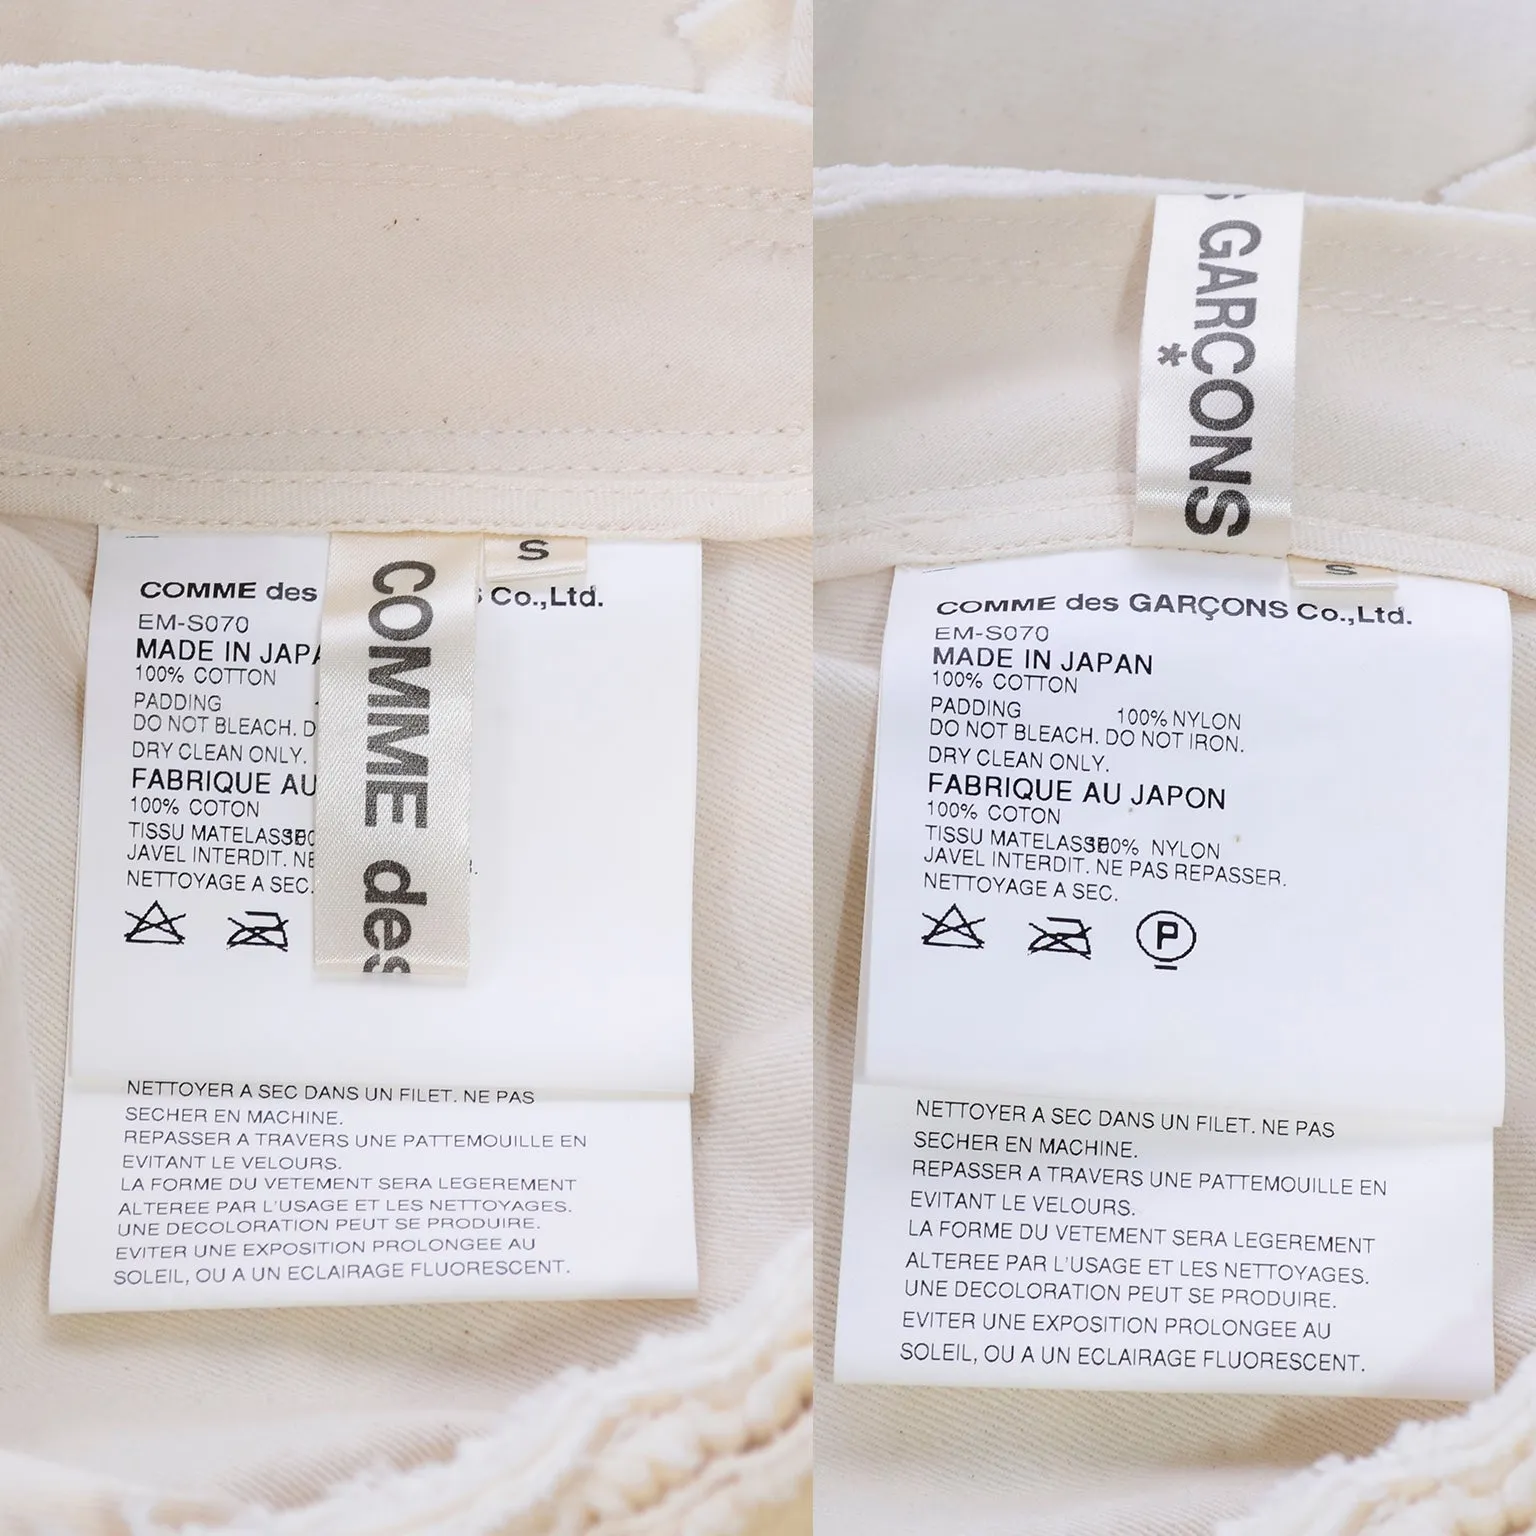 S
COMME des
COMME des
S Co.,Ltd.
EM-S070
MADE IN JAPA
100% COTTON
PADDING
DO NOT BLEACH. D
DRY CLEAN ONLY.
FABRIQUE AU
100% COTON
TISSU MATELASSE
JAVEL INTERDIT. NE
NETTOYAGE A SEC.
NETTOYER A SEC DANS UN FILET. NE PAS
SECHER EN MACHINE.
REPASSER A TRAVERS UNE PATTEMOUILLE EN
EVITANT LE VELOURS.
LA FORME DU VETEMENT SERA LEGEREMENT
ALTEREE PAR L'USAGE ET LES NETTOYAGES.
UNE DECOLORATION PEUT SE PRODUIRE.
EVITER UNE EXPOSITION PROLONGEE AU
SOLEIL, OU A UN ECLAIRAGE FLUORESCENT.
S GARÇONS
S
COMME des GARÇONS Co.,Ltd.
EM-S070
MADE IN JAPAN
100% COTTON
PADDING 100% NYLON
DO NOT BLEACH. DO NOT IRON.
DRY CLEAN ONLY.
FABRIQUE AU JAPON
100% COTON
TISSU MATELASSE 100% NYLON
JAVEL INTERDIT. NE PAS REPASSER.
NETTOYAGE A SEC.
P
NETTOYER A SEC DANS UN FILET. NE PAS
SECHER EN MACHINE.
REPASSER A TRAVERS UNE PATTEMOUILLE EN
EVITANT LE VELOURS.
LA FORME DU VETEMENT SERA LEGEREMENT
ALTEREE PAR L'USAGE ET LES NETTOYAGES.
UNE DECOLORATION PEUT SE PRODUIRE.
EVITER UNE EXPOSITION PROLONGEE AU
SOLEIL, OU A UN ECLAIRAGE FLUORESCENT.